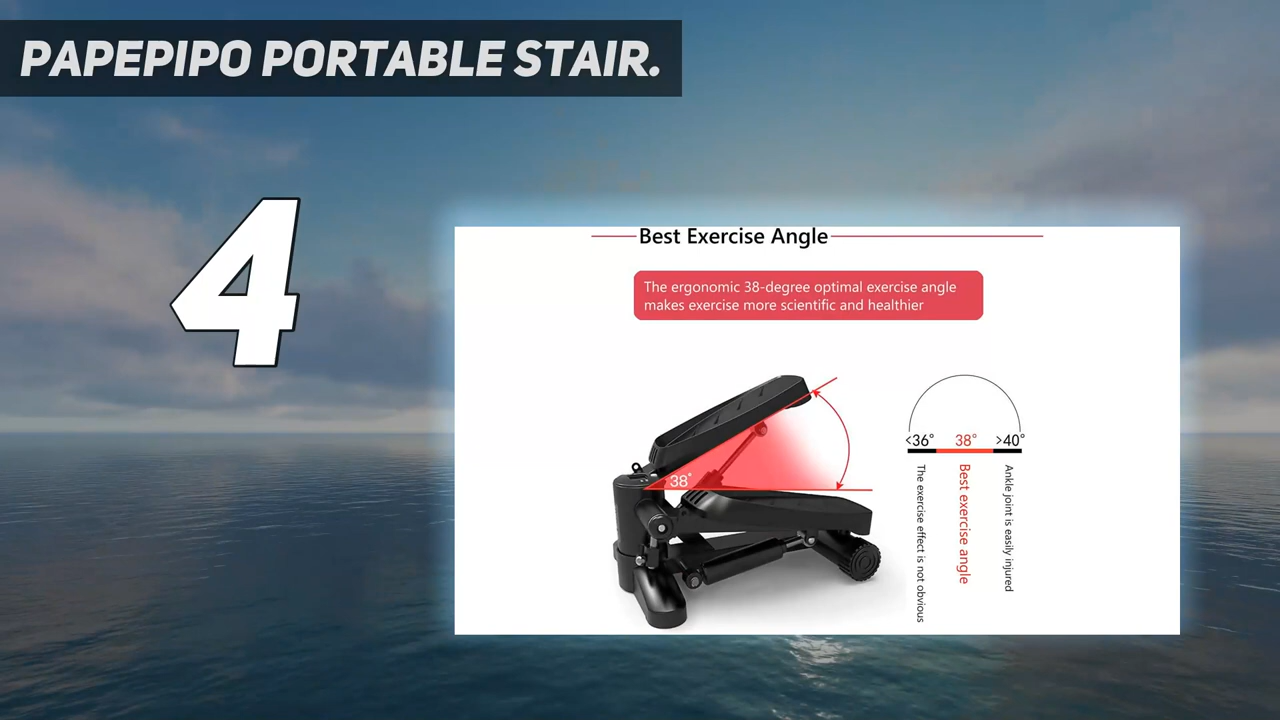 PAPEPIPO PORTABLE STAIR.
4
Best Exercise Angle
The ergonomic 38-degree optimal exercise angle
makes exercise more scientific and healthier
38°
<36° 38° >40°
The exercise effect is not obvious
Best exercise angle
Ankle joint is easily injured